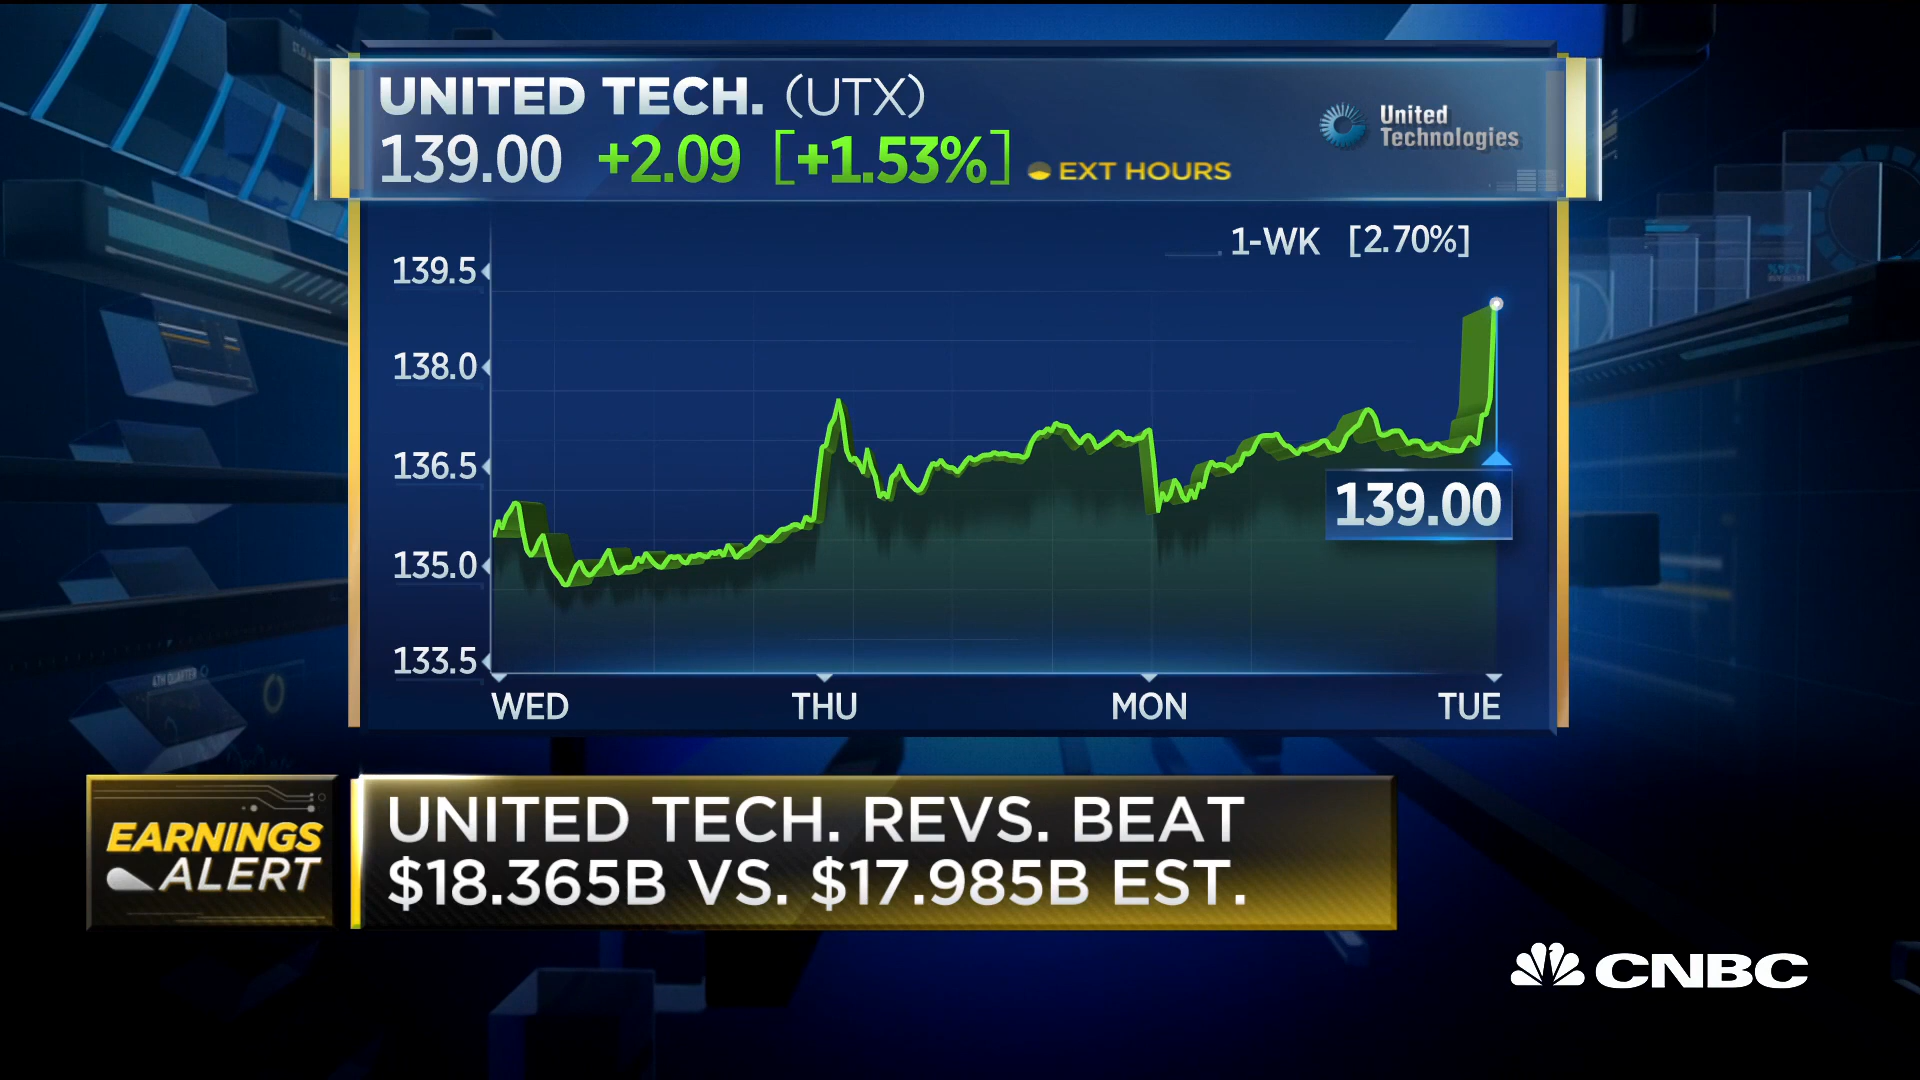 UNITED TECH. (UTX)
139.00 +2.09 [+1.53%] EXT HOURS
United
Technologies
1-WK [2.70%]
139.5
138.0
136.5
135.0
133.5
139.00
WED THU MON TUE
4TH QUARTER
EARNINGS
ALERT
UNITED TECH. REVS. BEAT
$18.365B VS. $17.985B EST.
CNBC